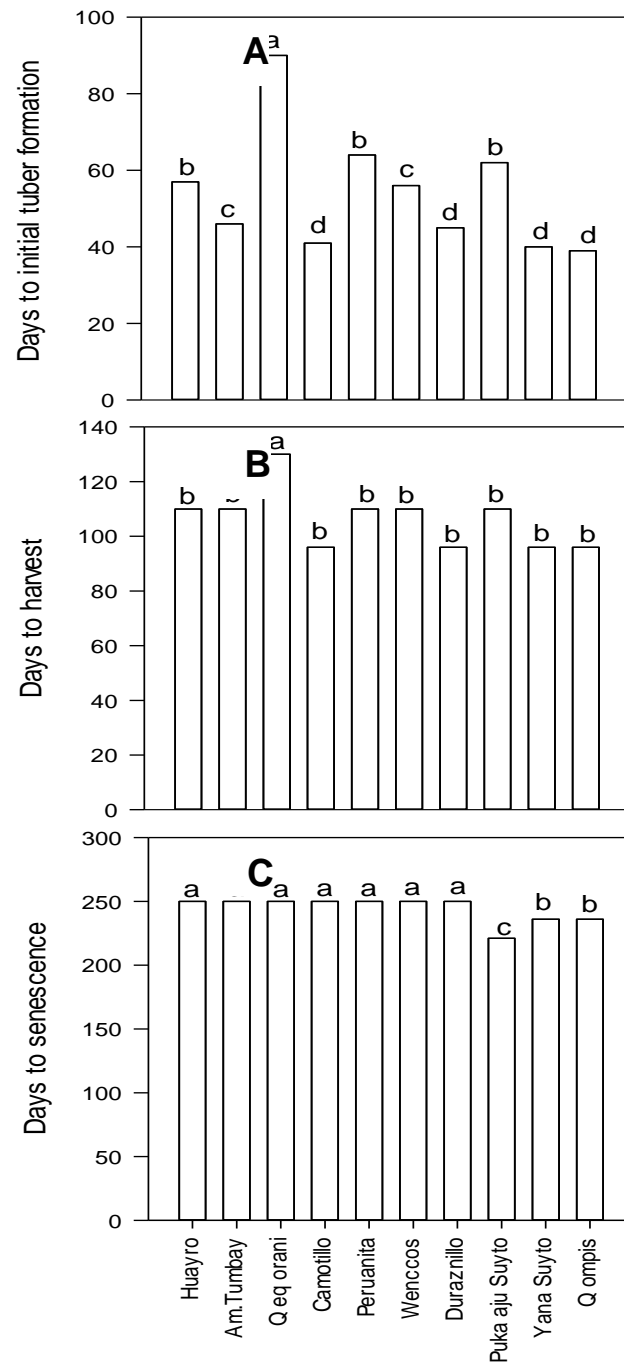 100
80
60
40
20
0
Days to initial tuber formation
A
b c a d b c d b d d
140
120
100
80
60
40
20
0
Days to harvest
B
b a b b b b b b b
300
250
200
150
100
50
0
Days to senescence
C
a a a a a a c b b
Huayro
Am.Tumbay
Q eq orani
Camotillo
Peruanita
Wenccos
Duraznillo
Puka aju Suyto
Yana Suyto
Q ompis